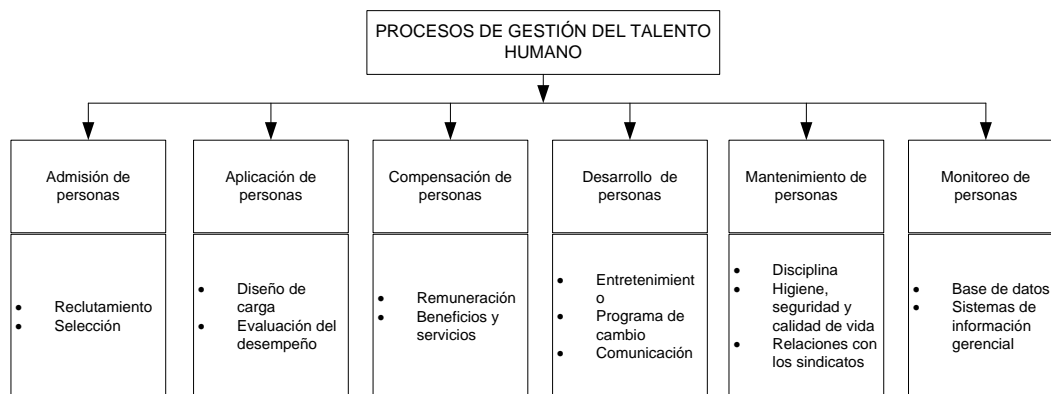 PROCESOS DE GESTIÓN DEL TALENTO
HUMANO
Admisión de
personas
Aplicación de
personas
Compensación de
personas
Desarrollo de
personas
Mantenimiento de
personas
Monitoreo de
personas
• Reclutamiento
• Selección
• Diseño de
carga
• Evaluación del
desempeño
• Remuneración
• Beneficios y
servicios
• Entretenimient
o
• Programa de
cambio
• Comunicación
• Disciplina
• Higiene,
seguridad y
calidad de vida
• Relaciones con
los sindicatos
• Base de datos
• Sistemas de
información
gerencial